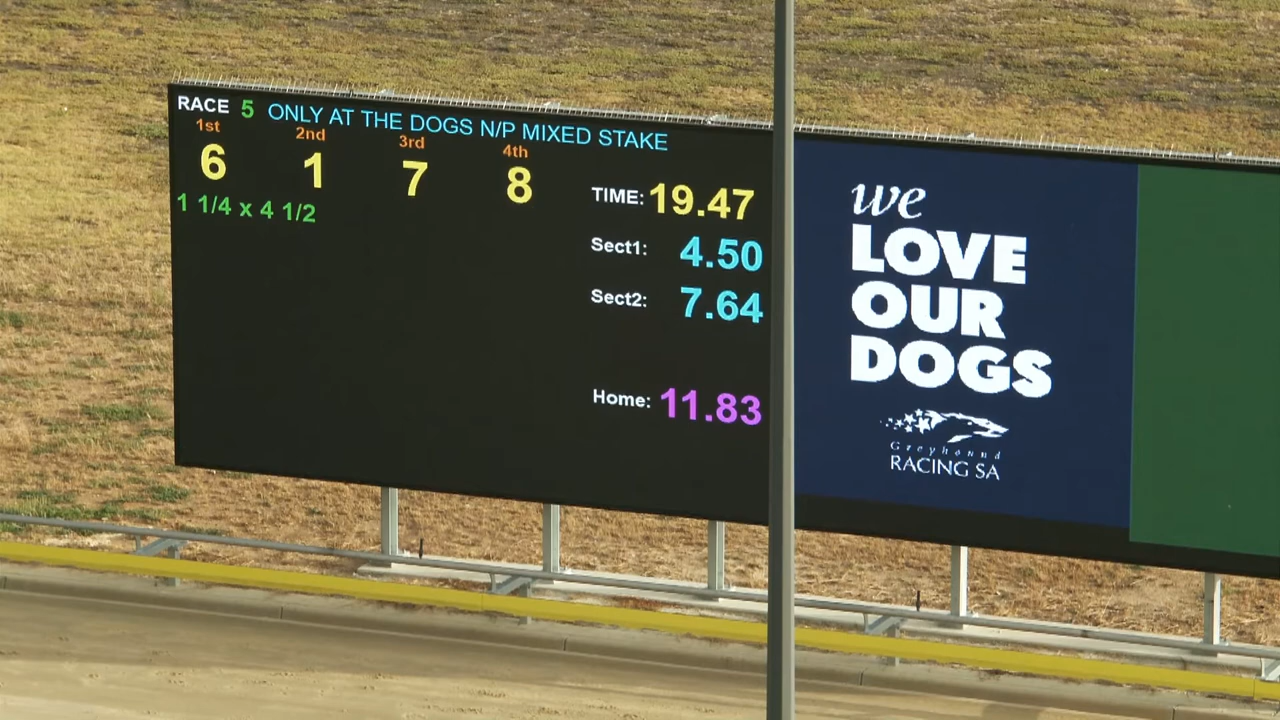 RACE 5 ONLY AT THE DOGS N/P MIXED STAKE
1st 2nd 3rd 4th
6 1 7 8
1 1/4 x 4 1/2
TIME: 19.47
Sect1: 4.50
Sect2: 7.64
Home: 11.83
we
LOVE
OUR
DOGS
Greyhound
RACING SA